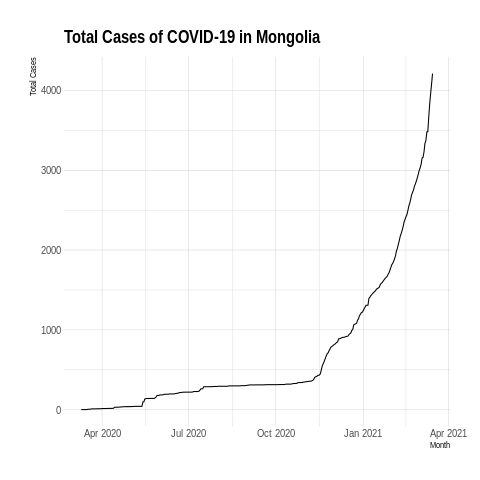 Total Cases of COVID-19 in Mongolia
Total Cases
4000
3000
2000
1000
0
Apr 2020 Jul 2020 Oct 2020 Jan 2021 Apr 2021
Month